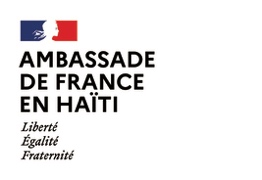 AMBASSADE
DE FRANCE
EN HAÏTI
Liberté
Égalité
Fraternité